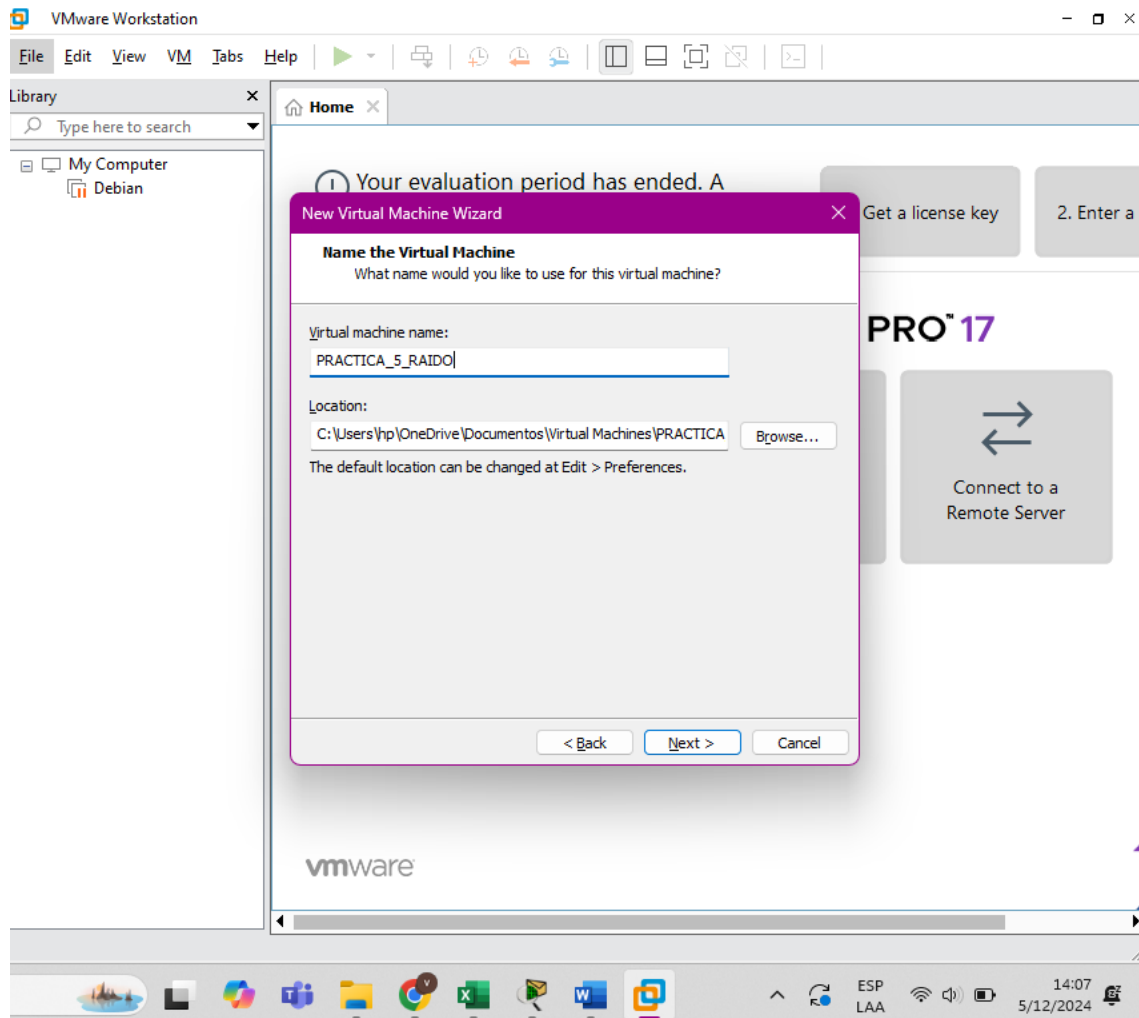 VMware Workstation
File Edit View VM Tabs Help
Library
Type here to search
My Computer
Debian
Home
Your evaluation period has ended. A
Get a license key
2. Enter a
PRO™ 17
Connect to a
Remote Server
New Virtual Machine Wizard
Name the Virtual Machine
What name would you like to use for this virtual machine?
Virtual machine name:
PRACTICA_5_RAIDO
Location:
C:\Users\hp\OneDrive\Documentos\Virtual Machines\PRACTICA
Browse...
The default location can be changed at Edit > Preferences.
< Back
Next >
Cancel
vmware
ESP
LAA
14:07
5/12/2024